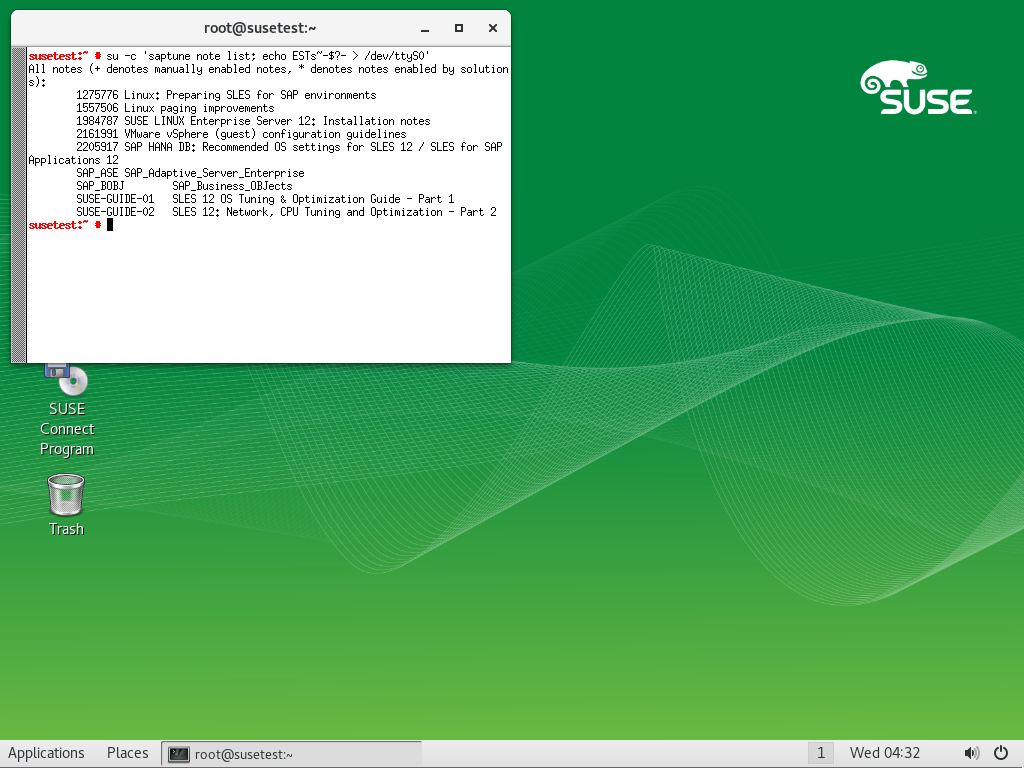 root@susetest:~
susetest:~ # su -c 'saptune note list; echo ESTs~-$?- > /dev/ttyS0'
All notes (+ denotes manually enabled notes, * denotes notes enabled by solution
s):
1275776 Linux: Preparing SLES for SAP environments
1557506 Linux paging improvements
1984787 SUSE LINUX Enterprise Server 12: Installation notes
2161991 VMware vSphere (guest) configuration guidelines
2205917 SAP HANA DB: Recommended OS settings for SLES 12 / SLES for SAP
Applications 12
SAP_ASE SAP_Adaptive_Server_Enterprise
SAP_BOBJ SAP_Business_OBJects
SUSE-GUIDE-01 SLES 12 OS Tuning & Optimization Guide - Part 1
SUSE-GUIDE-02 SLES 12: Network, CPU Tuning and Optimization - Part 2
susetest:~ #
SUSE
SUSE
Connect
Program
Trash
Applications Places root@susetest:~ 1 Wed 04:32